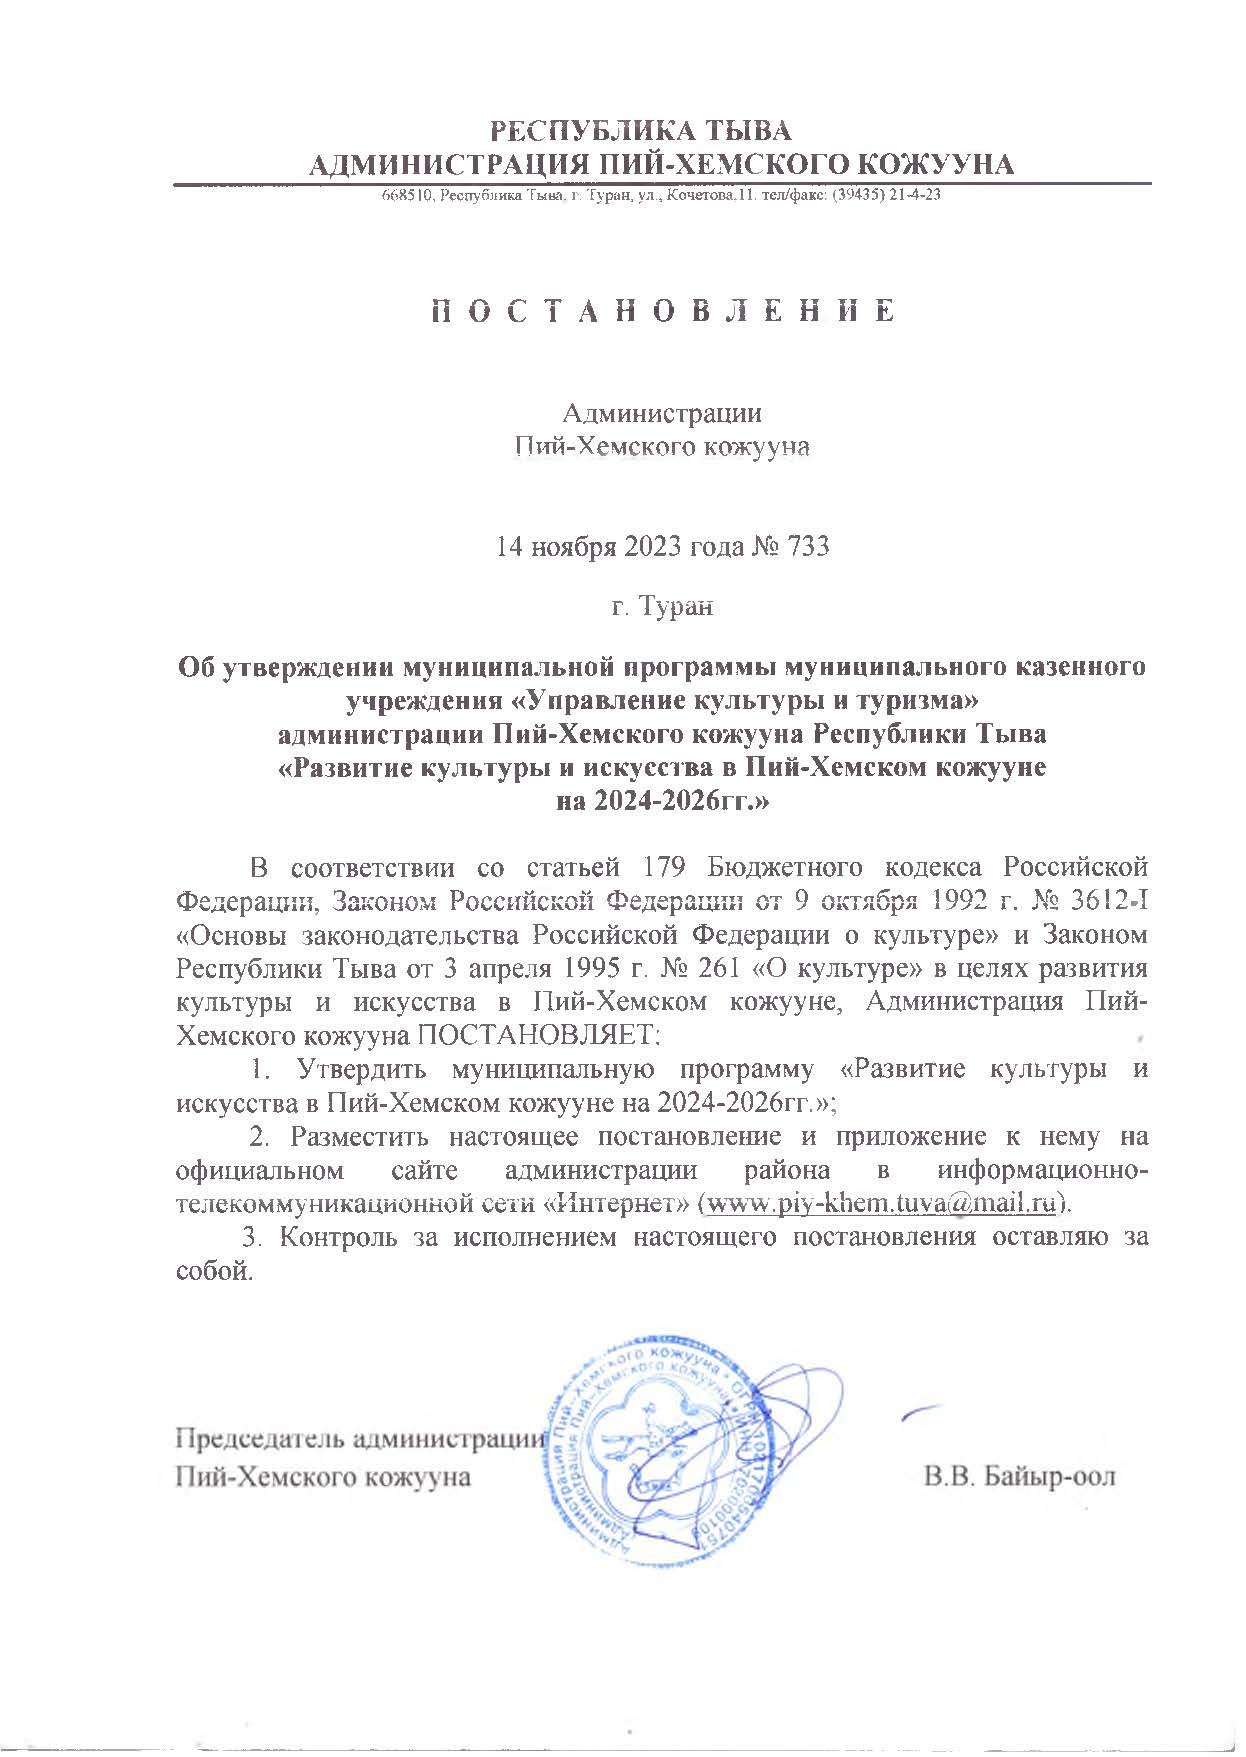 РЕСПУБЛИКА ТЫВА
АДМИНИСТРАЦИЯ ПИЙ-ХЕМСКОГО КОЖУУНА
668510, Республика Тыва, г. Туран, ул., Кочетова,11. тел/факс: (39435) 21-4-23
П О С Т А Н О В Л Е Н И Е
Администрации
Пий-Хемского кожууна
14 ноября 2023 года № 733
г. Туран
Об утверждении муниципальной программы муниципального казенного
учреждения «Управление культуры и туризма»
администрации Пий-Хемского кожууна Республики Тыва
«Развитие культуры и искусства в Пий-Хемском кожууне
на 2024-2026гг.»
В соответствии со статьей 179 Бюджетного кодекса Российской
Федерации, Законом Российской Федерации от 9 октября 1992 г. № 3612-I
«Основы законодательства Российской Федерации о культуре» и Законом
Республики Тыва от 3 апреля 1995 г. № 261 «О культуре» в целях развития
культуры и искусства в Пий-Хемском кожууне, Администрация Пий-
Хемского кожууна ПОСТАНОВЛЯЕТ:
1. Утвердить муниципальную программу «Развитие культуры и
искусства в Пий-Хемском кожууне на 2024-2026гг.»;
2. Разместить настоящее постановление и приложение к нему на
официальном сайте администрации района в информационно-
телекоммуникационной сети «Интернет» (www.piy-khem.tuva@mail.ru).
3. Контроль за исполнением настоящего постановления оставляю за
собой.
Председатель администрации
Пий-Хемского кожууна В.В. Байыр-оол